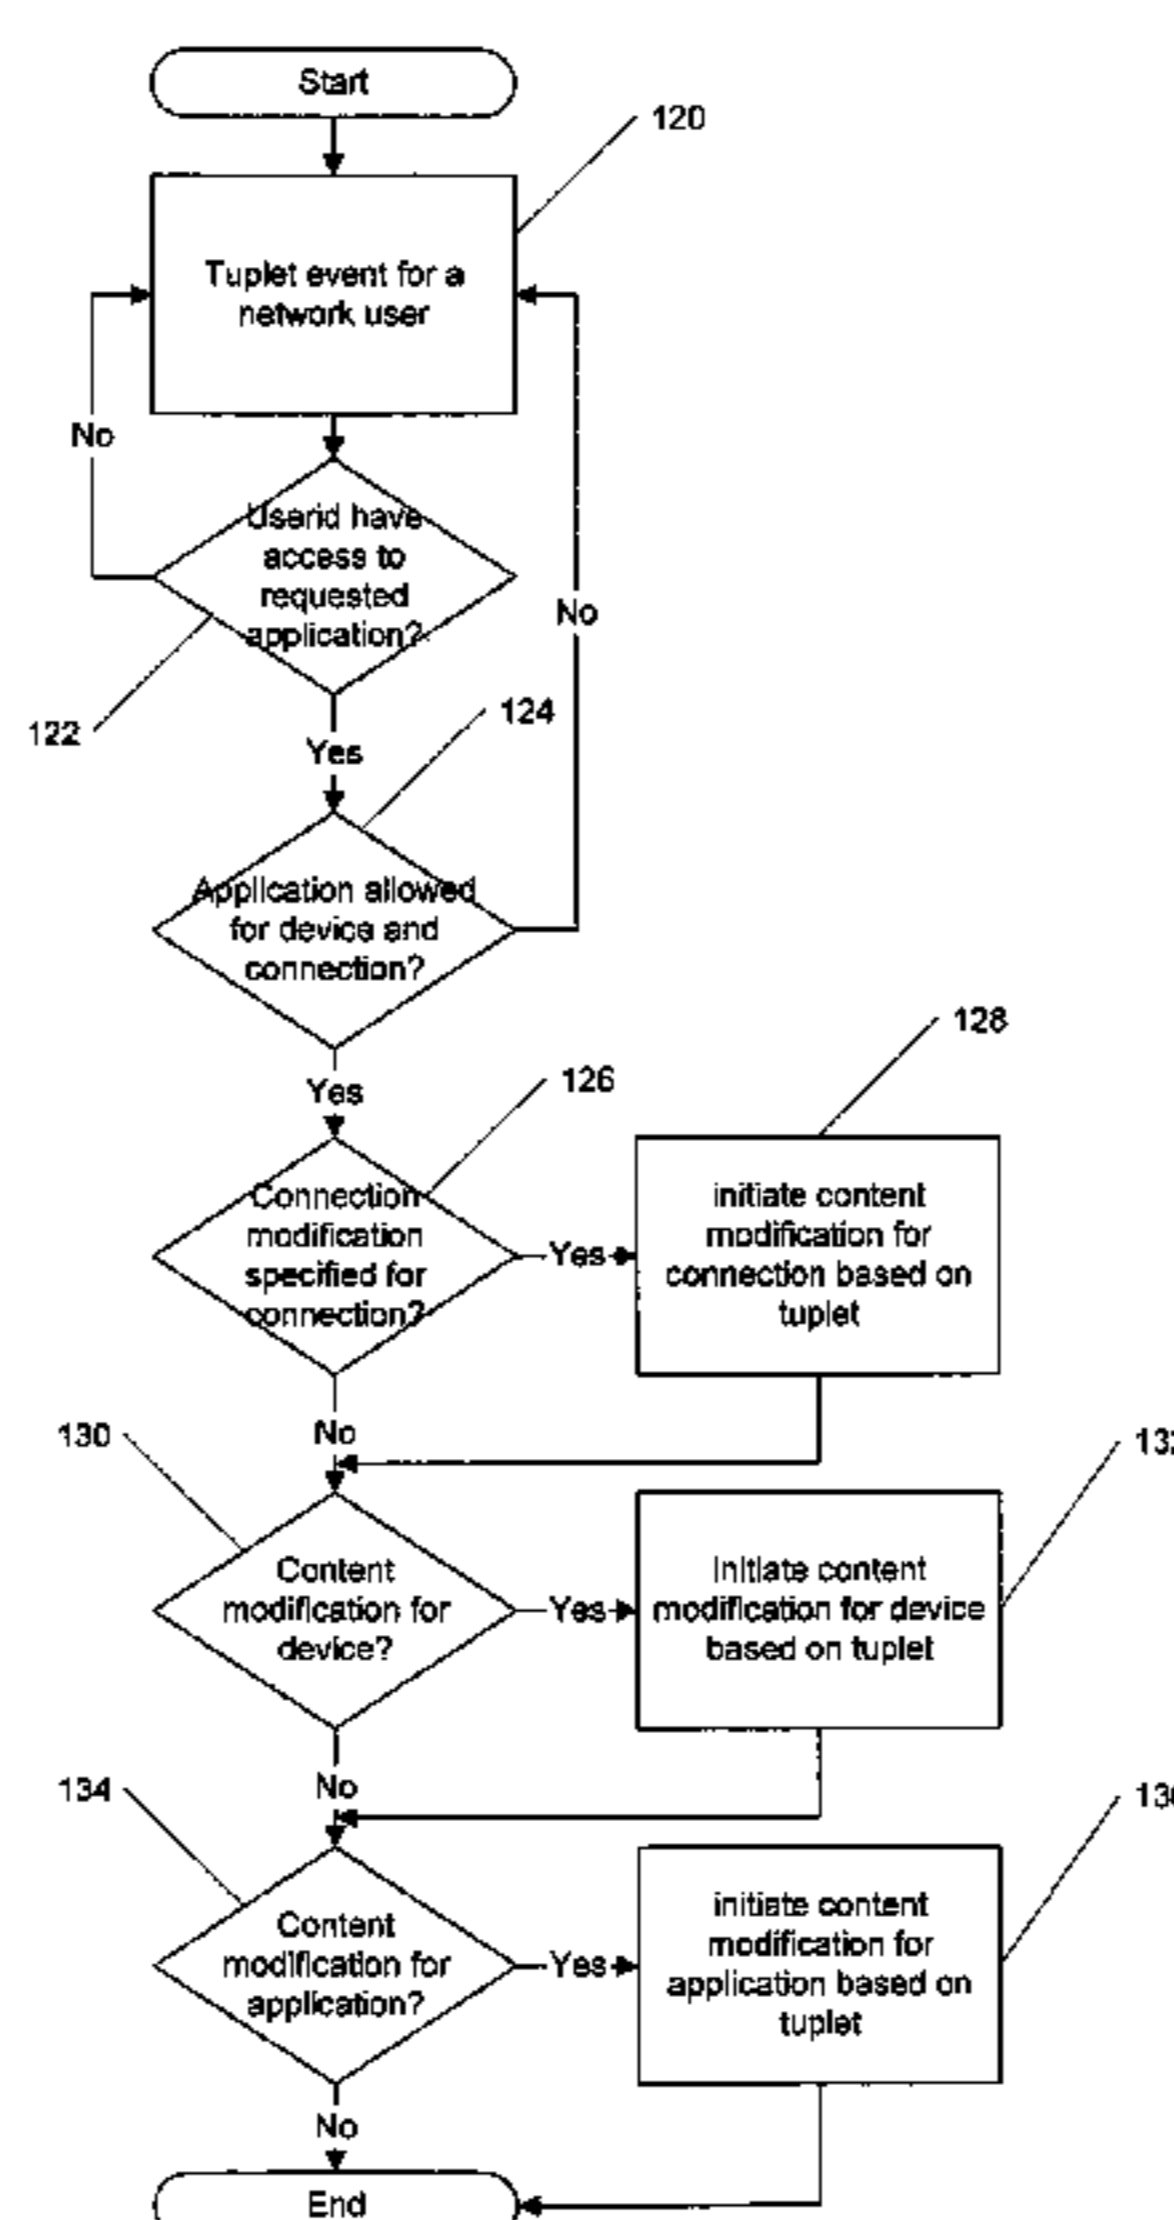 Start
120
Tuplet event for a
network user
No
Userid have
access to
requested
application?
No
122
Yes
124
Application allowed
for device and
connection?
Yes
126
128
Connection
modification
specified for
connection?
Yes
initiate content
modification for
connection based on
tuplet
No
130
Content
modification for
device?
Yes
Initiate content
modification for device
based on tuplet
No
134
Content
modification for
application?
Yes
initiate content
modification for
application based on
tuplet
No
End